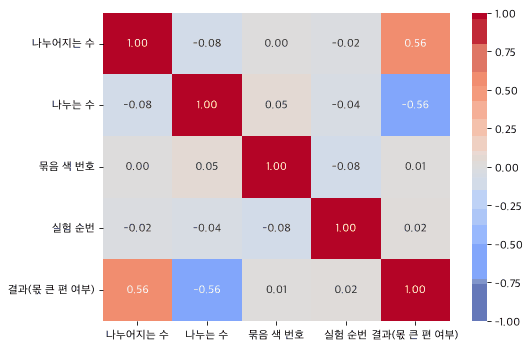 나누어지는 수 1.00 -0.08 0.00 -0.02 0.56
나누는 수 -0.08 1.00 0.05 -0.04 -0.56
묶음 색 번호 0.00 0.05 1.00 -0.08 0.01
실험 순번 -0.02 -0.04 -0.08 1.00 0.02
결과(몫 큰 편 여부) 0.56 -0.56 0.01 0.02 1.00
나누어지는 수 나누는 수 묶음 색 번호 실험 순번 결과(몫 큰 편 여부)
1.00
0.75
0.50
0.25
0.00
-0.25
-0.50
-0.75
-1.00